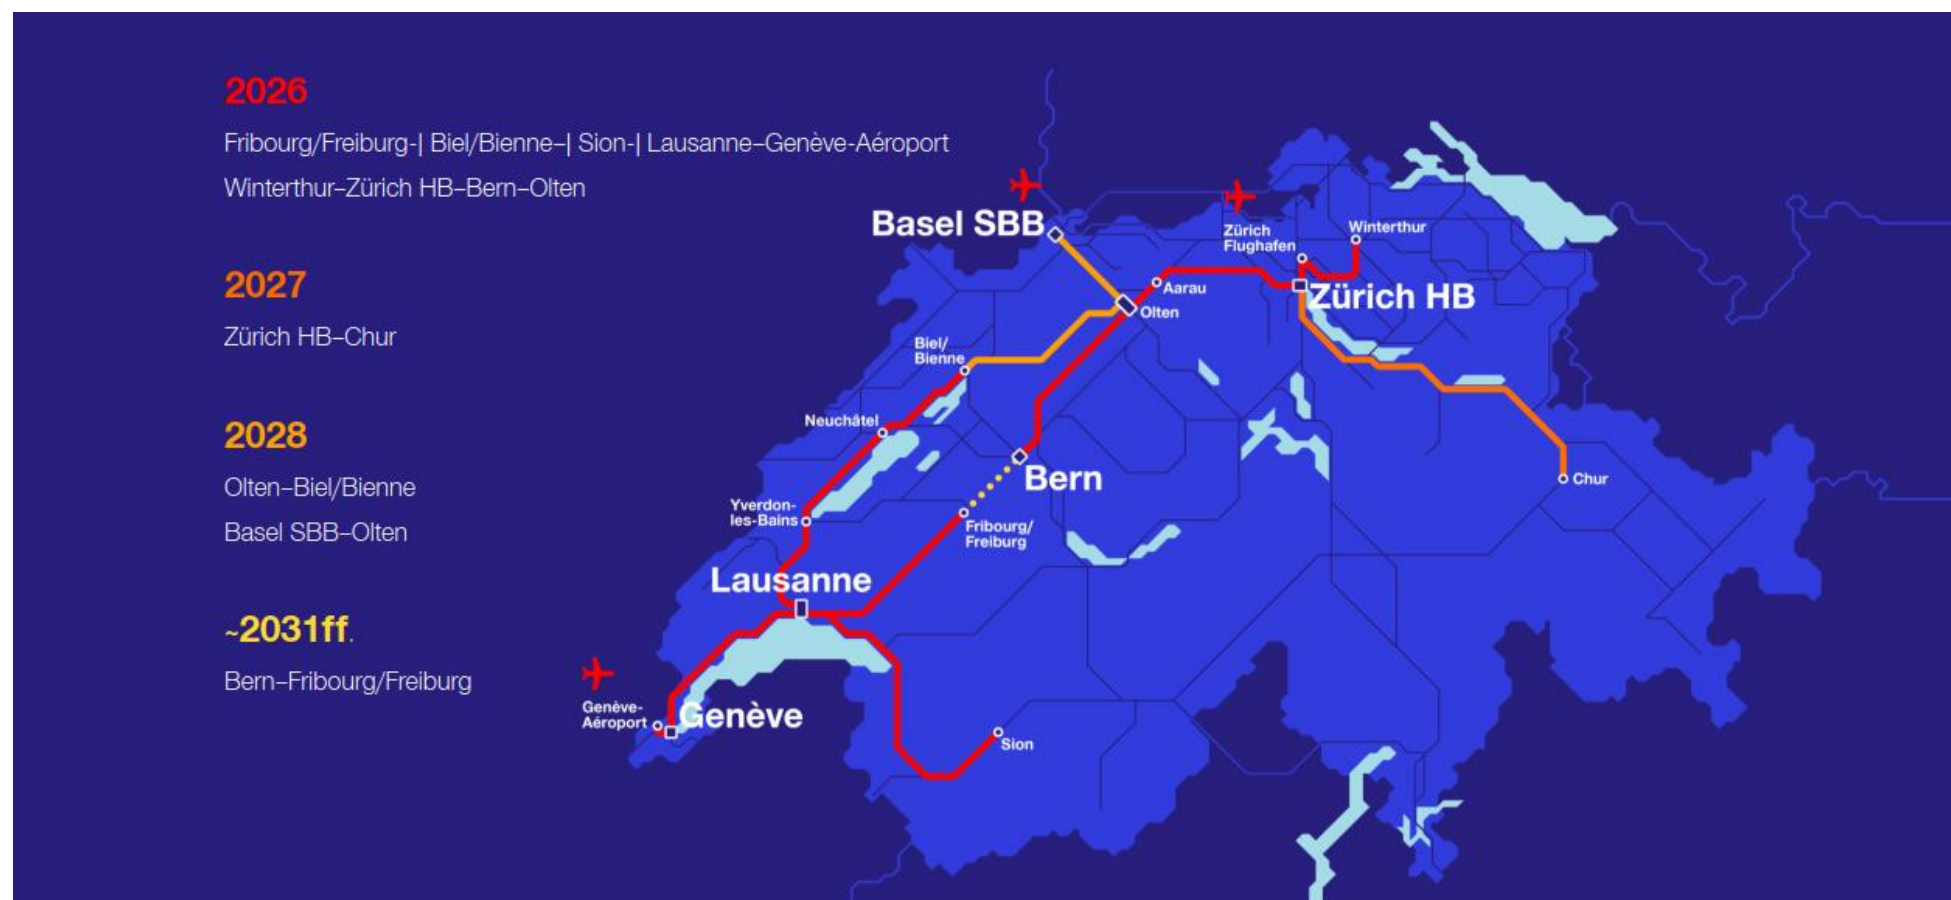 2026
Fribourg/Freiburg-| Biel/Bienne–| Sion-| Lausanne–Genève-Aéroport
Winterthur–Zürich HB–Bern–Olten
2027
Zürich HB–Chur
2028
Olten–Biel/Bienne
Basel SBB–Olten
~2031ff.
Bern–Fribourg/Freiburg
Basel SBB
Zürich
Flughafen
Winterthur
Aarau
Zürich HB
Olten
Biel/
Bienne
Neuchâtel
Bern
Chur
Yverdon-
les-Bains
Fribourg/
Freiburg
Lausanne
Genève-
Aéroport
Genève
Sion